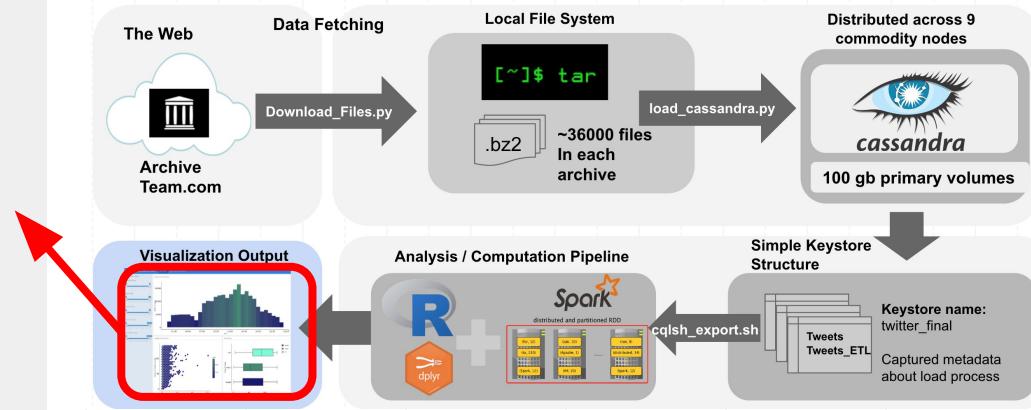 The Web
Data Fetching
Local File System
Distributed across 9
commodity nodes
[~]$ tar
Download_Files.py
load_cassandra.py
.bz2
~36000 files
In each
archive
cassandra
Archive
Team.com
100 gb primary volumes
Visualization Output
Analysis / Computation Pipeline
Simple Keystore
Structure
R
Spark
distributed and partitioned RDD
cqlsh_export.sh
dplyr
Tweets
Tweets_ETL
Keystore name:
twitter_final
Captured metadata
about load process